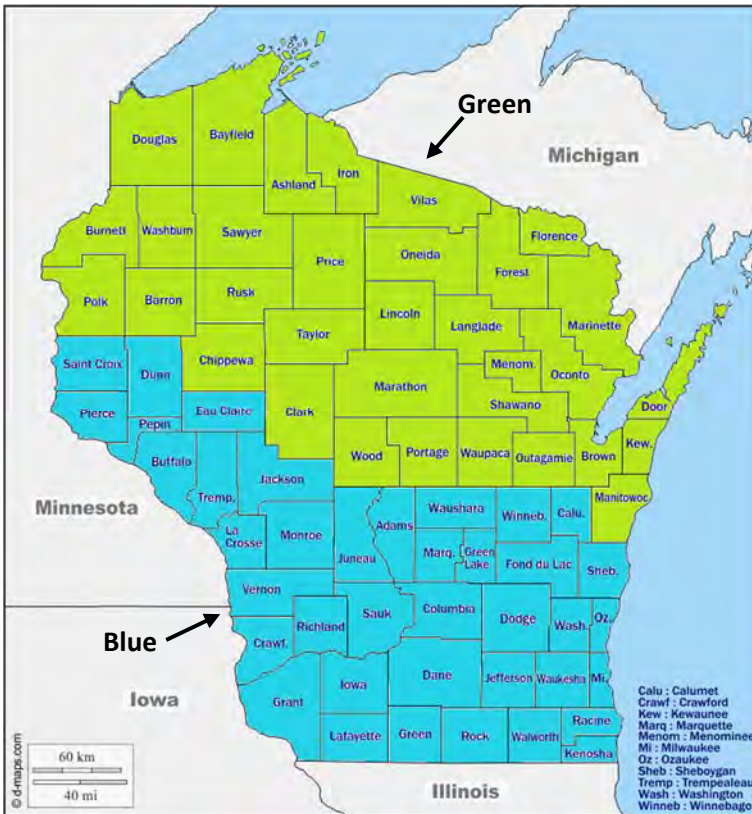 Green
Michigan
Douglas
Bayfield
Ashland
Iron
Vilas
Burnett
Washburn
Sawyer
Florence
Price
Oneida
Forest
Polk
Barron
Rusk
Lincoln
Langlade
Marinette
Taylor
Saint Croix
Dunn
Chippewa
Menom.
Oconto
Marathon
Pierce
Eau Claire
Clark
Shawano
Door
Pepin
Buffalo
Wood
Portage
Waupaca
Outagamie
Brown
Kew.
Jackson
Tremp.
Minnesota
Manitowoc
Adams
Waushara
Winneb.
Calu.
La
Crosse
Monroe
Juneau
Marq.
Green
Lake
Fond du Lac
Sheb.
Vernon
Sauk
Columbia
Dodge
Wash.
Oz.
Blue
Crawf.
Richland
Iowa
Grant
Iowa
Dane
Jefferson
Waukesha
Mi.
Lafayette
Green
Rock
Walworth
Racine
Kenosha
Calu : Calumet
Crawf : Crawford
Kew : Kewaunee
Marq : Marquette
Menom : Menominee
Mi : Milwaukee
Oz : Ozaukee
Sheb : Sheboygan
Tremp : Trempealeau
Wash : Washington
Winneb : Winnebago
60 km
40 mi
© d-maps.com
Illinois